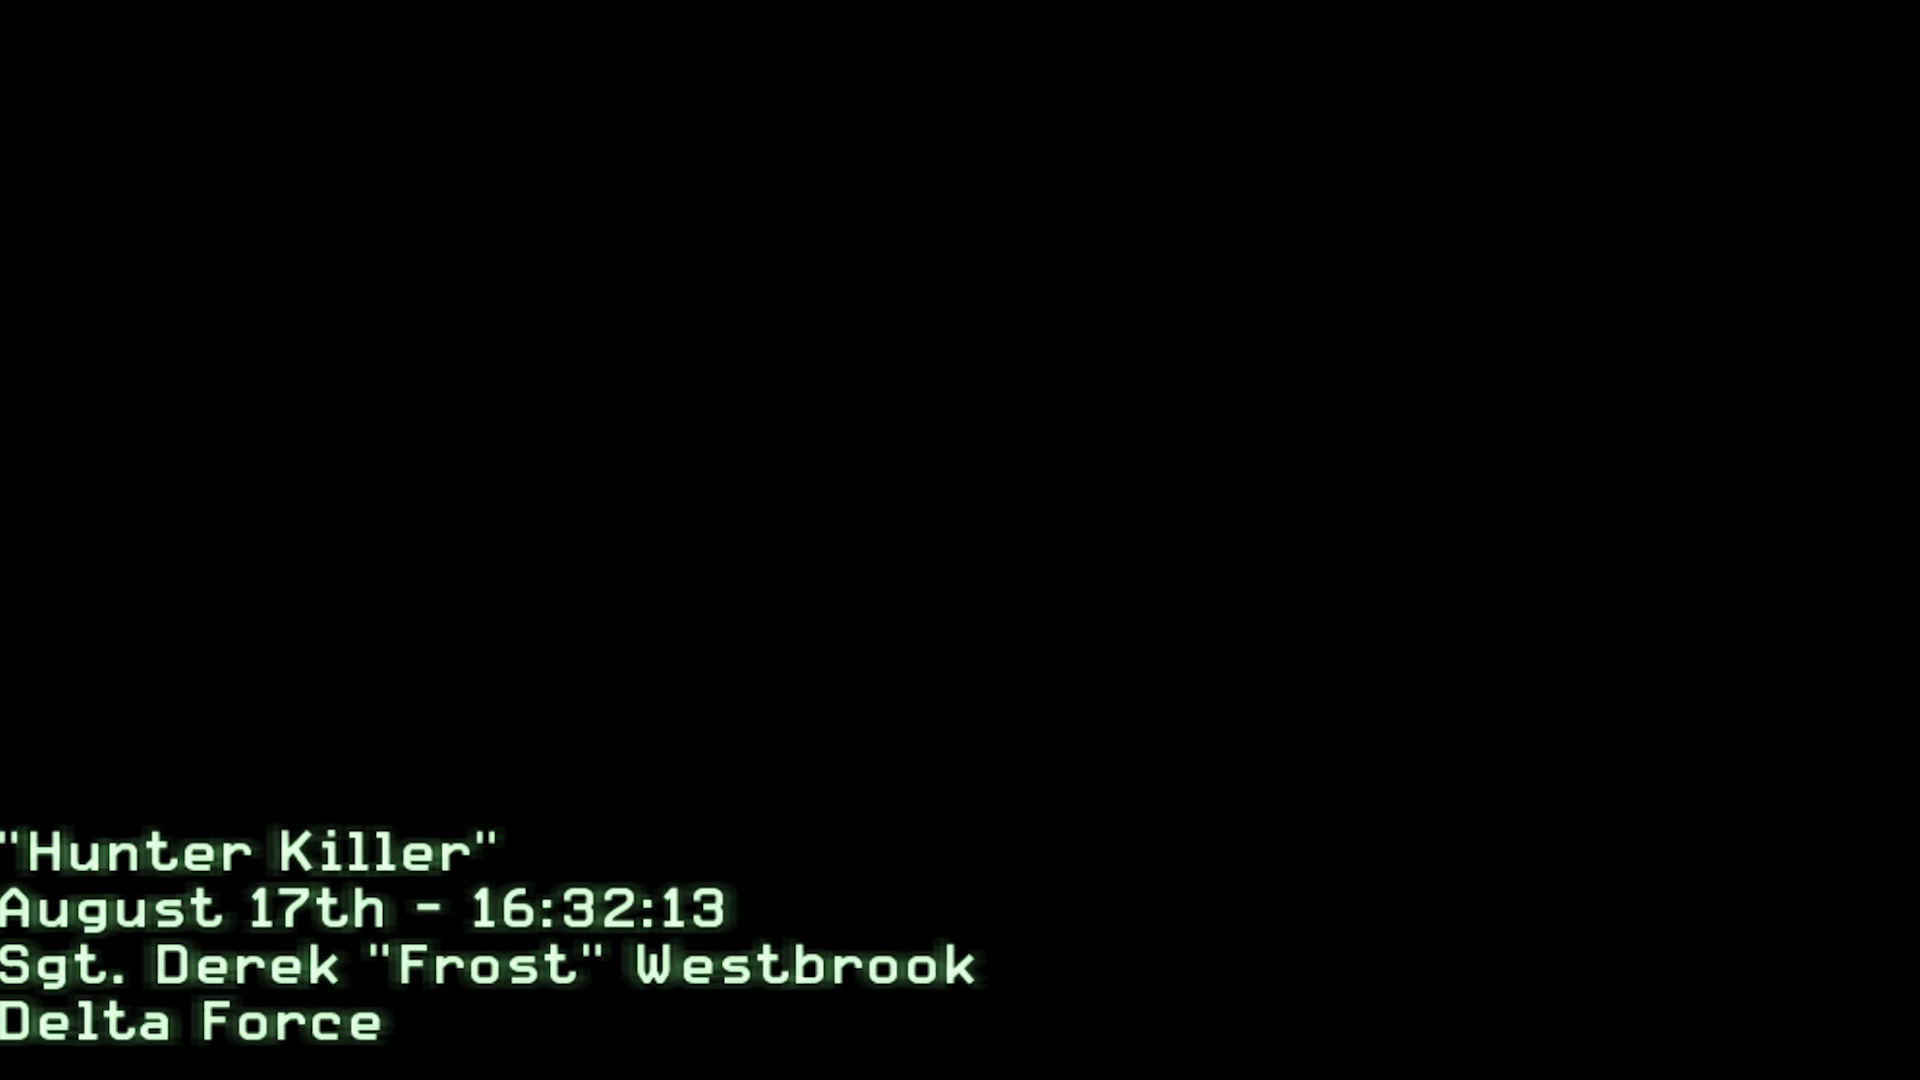 "Hunter Killer"
August 17th - 16:32:13
Sgt. Derek "Frost" Westbrook
Delta Force